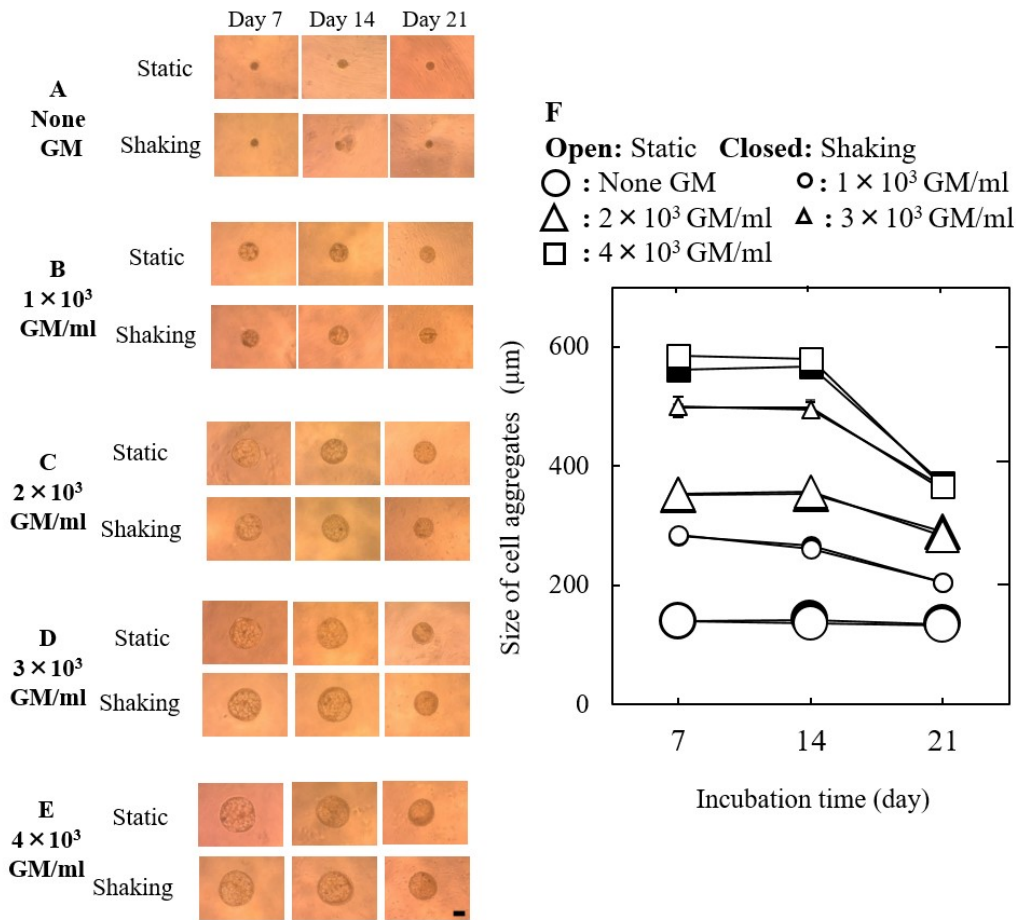 Day 7 Day 14 Day 21
A
None
GM
Static
Shaking
B
1 × 10³
GM/ml
Static
Shaking
C
2 × 10³
GM/ml
Static
Shaking
D
3 × 10³
GM/ml
Static
Shaking
E
4 × 10³
GM/ml
Static
Shaking
F
Open: Static Closed: Shaking
: None GM : 1 × 10³ GM/ml
: 2 × 10³ GM/ml : 3 × 10³ GM/ml
: 4 × 10³ GM/ml
Size of cell aggregates (μm)
600
400
200
0
7 14 21
Incubation time (day)